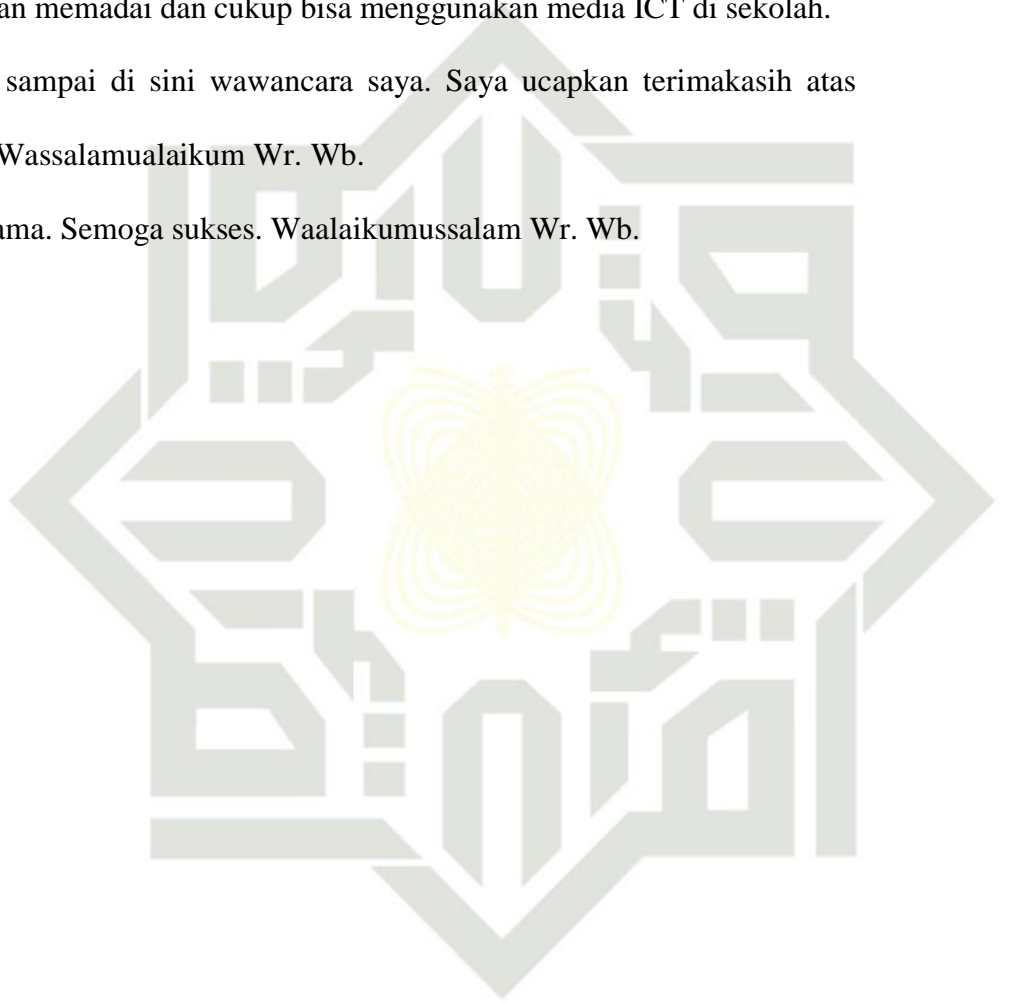 an memadai dan cukup bisa menggunakan media ICT di sekolah.
sampai di sini wawancara saya. Saya ucapkan terimakasih atas
Wassalamualaikum Wr. Wb.
ama. Semoga sukses. Waalaikumussalam Wr. Wb.